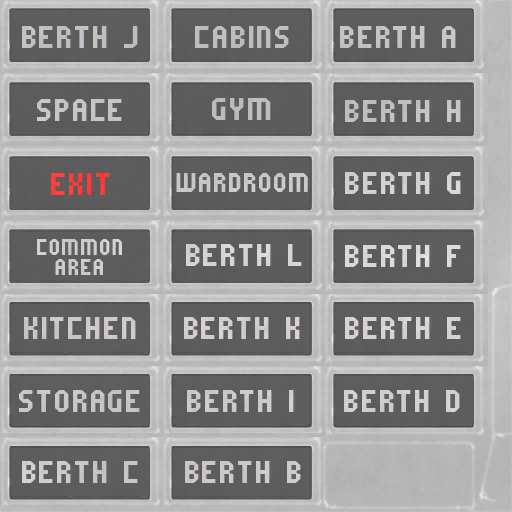 BERTH J
CABINS
BERTH A
SPACE
GYM
BERTH H
EXIT
WARDROOM
BERTH G
COMMON
AREA
BERTH L
BERTH F
KITCHEN
BERTH K
BERTH E
STORAGE
BERTH I
BERTH D
BERTH C
BERTH B